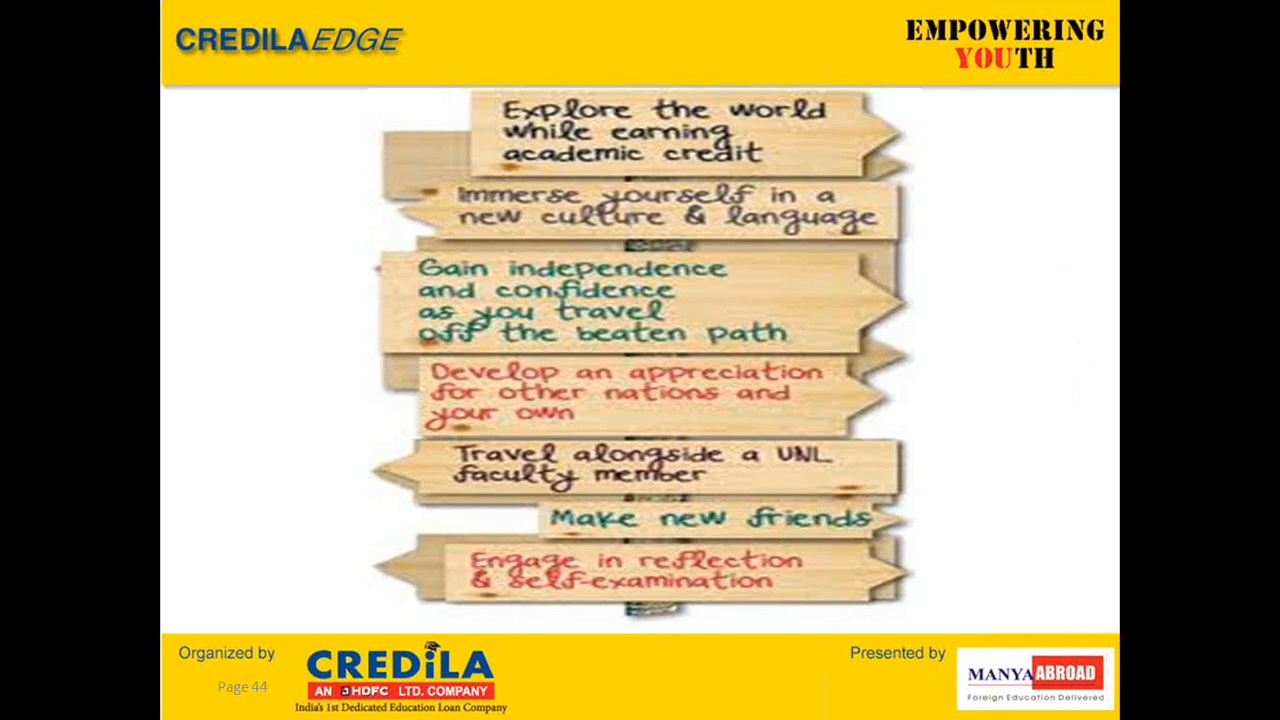 CREDILAEDGE
EMPOWERING
YOUTH
Explore the world
while earning
academic credit
Immerse yourself in a
new culture & language
Gain independence
and confidence
as you travel
off the beaten path
Develop an appreciation
for other nations and
your own
Travel alongside a UNL
faculty member
Make new friends
Engage in reflection
& self-examination
Organized by
Page 44
CREDiLA
AN HDFC LTD. COMPANY
India's 1st Dedicated Education Loan Company
Presented by
MANYAABROAD
Foreign Education Delivered